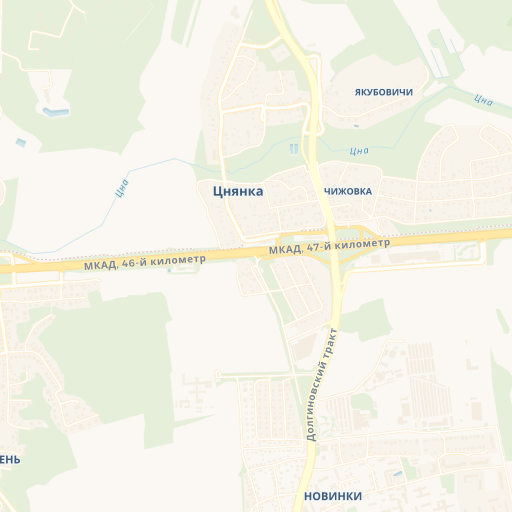 ЯКУБОВИЧИ
Цна
Цна
Цна
Цнянка
ЧИЖОВКА
МКАД, 47-й километр
МКАД, 46-й километр
Долгиновский тракт
ЕНЬ
НОВИНКИ